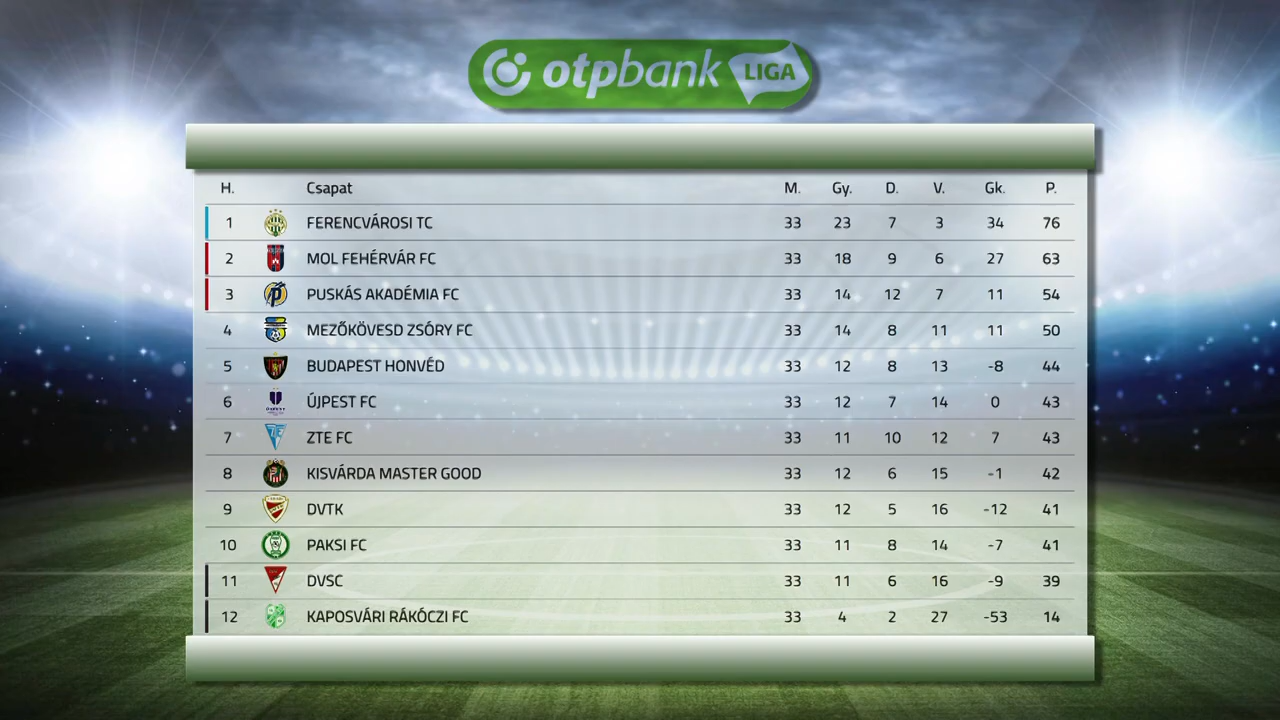 otpbank LIGA
H. Csapat M. Gy. D. V. Gk. P.
1 FERENCVÁROSI TC 33 23 7 3 34 76
2 MOL FEHÉRVÁR FC 33 18 9 6 27 63
3 PUSKÁS AKADÉMIA FC 33 14 12 7 11 54
4 MEZŐKÖVESD ZSÓRY FC 33 14 8 11 11 50
5 BUDAPEST HONVÉD 33 12 8 13 -8 44
6 ÚJPEST FC 33 12 7 14 0 43
7 ZTE FC 33 11 10 12 7 43
8 KISVÁRDA MASTER GOOD 33 12 6 15 -1 42
9 DVTK 33 12 5 16 -12 41
10 PAKSI FC 33 11 8 14 -7 41
11 DVSC 33 11 6 16 -9 39
12 KAPOSVÁRI RÁKÓCZI FC 33 4 2 27 -53 14